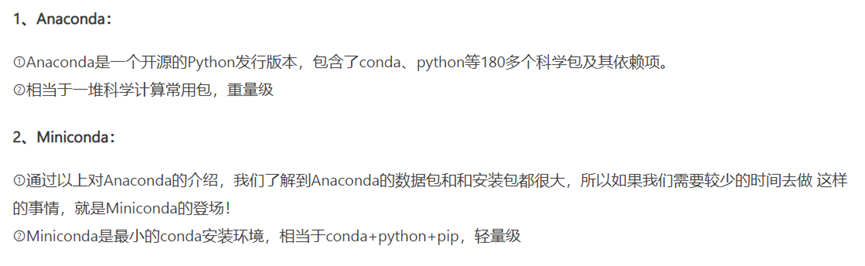 1、Anaconda：
①Anaconda是一个开源的Python发行版本，包含了conda、python等180多个科学包及其依赖项。
②相当于一堆科学计算常用包，重量级
2、Miniconda：
①通过以上对Anaconda的介绍，我们了解到Anaconda的数据包和和安装包都很大，所以如果我们需要较少的时间去做 这样
的事情，就是Miniconda的登场！
②Miniconda是最小的conda安装环境，相当于conda+python+pip，轻量级